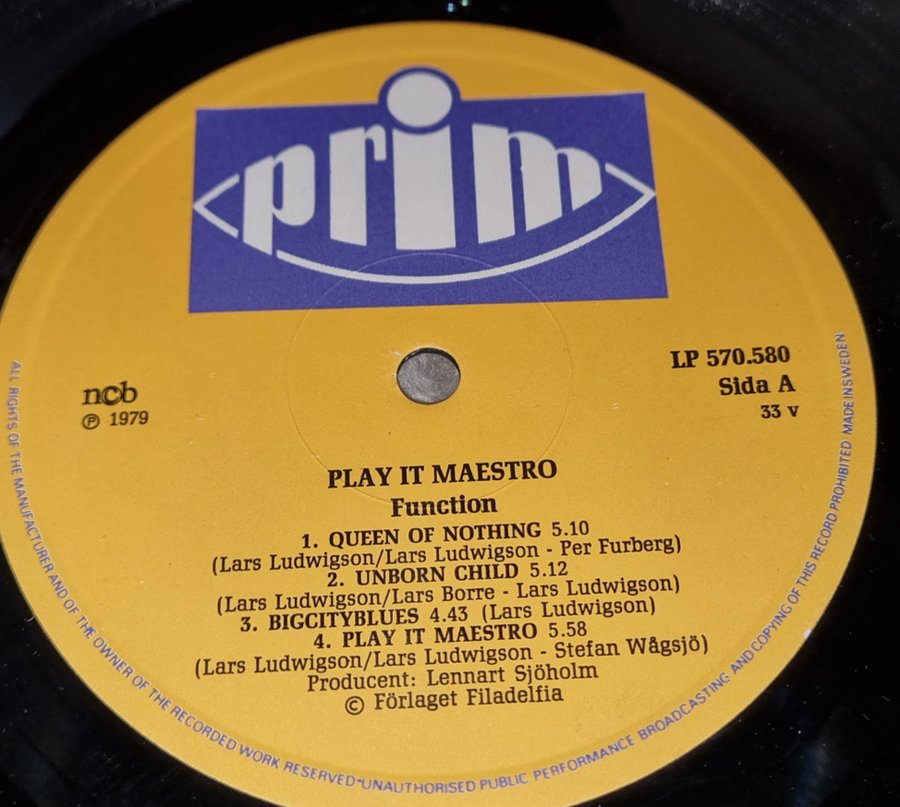 prim
LP 570.580
Sida A
33 v
ncb
℗ 1979
PLAY IT MAESTRO
Function
1. QUEEN OF NOTHING 5.10
(Lars Ludwigson/Lars Ludwigson - Per Furberg)
2. UNBORN CHILD 5.12
(Lars Ludwigson/Lars Borre - Lars Ludwigson)
3. BIGCITYBLUES 4.43 (Lars Ludwigson)
4. PLAY IT MAESTRO 5.58
(Lars Ludwigson/Lars Ludwigson - Stefan Wågsjö)
Producent: Lennart Sjöholm
© Förlaget Filadelfia
ALL RIGHTS OF THE MANUFACTURER AND OF THE OWNER OF THE RECORDED WORK RESERVED-UNAUTHORISED PUBLIC PERFORMANCE BROADCASTING AND COPYING OF THIS RECORD PROHIBITED MADE IN SWEDEN